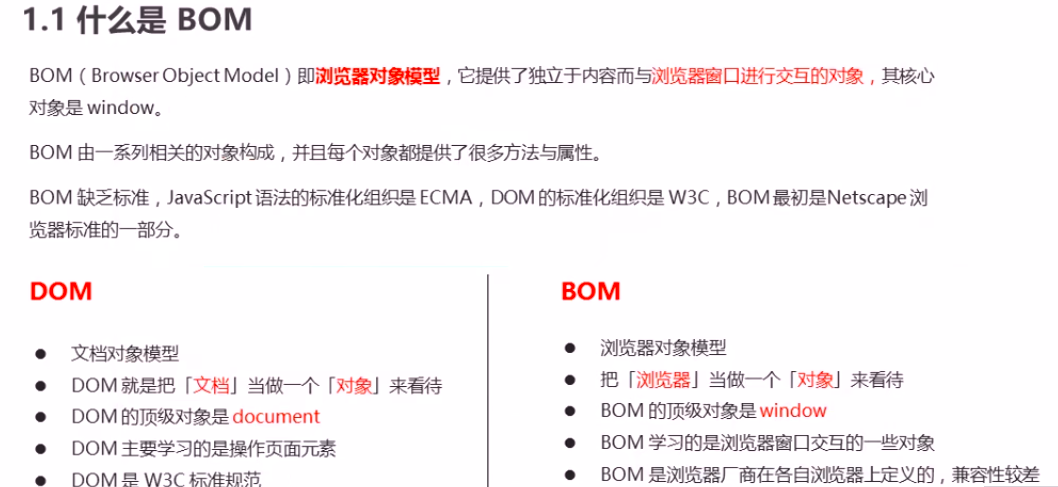 1.1 什么是 BOM
BOM（Browser Object Model）即浏览器对象模型，它提供了独立于内容而与浏览器窗口进行交互的对象，其核心
对象是 window。
BOM 由一系列相关的对象构成，并且每个对象都提供了很多方法与属性。
BOM 缺乏标准，JavaScript 语法的标准化组织是 ECMA，DOM 的标准化组织是 W3C，BOM 最初是Netscape 浏
览器标准的一部分。
DOM
● 文档对象模型
● DOM 就是把「文档」当做一个「对象」来看待
● DOM 的顶级对象是 document
● DOM 主要学习的是操作页面元素
● DOM 是 W3C 标准规范
BOM
● 浏览器对象模型
● 把「浏览器」当做一个「对象」来看待
● BOM 的顶级对象是 window
● BOM 学习的是浏览器窗口交互的一些对象
● BOM 是浏览器厂商在各自浏览器上定义的，兼容性较差